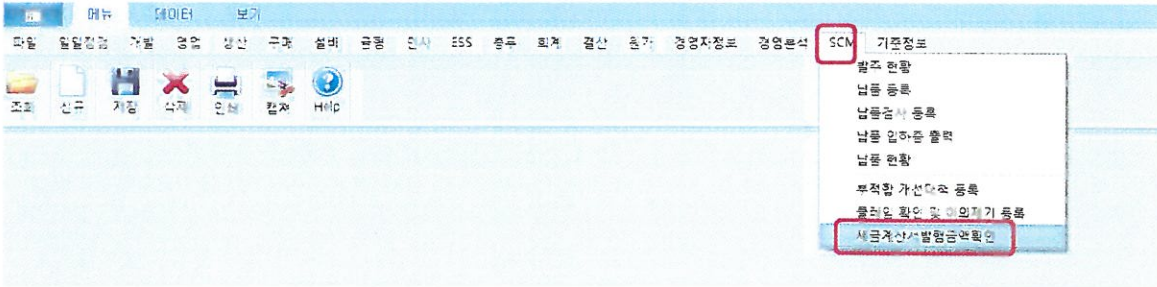 메뉴 데이터 보기
파일 일일점검 개발 영업 생산 구매 설비 금형 인사 ESS 총무 회계 결산 원가 경영자정보 경영분석 SCM 기준정보
조회 신규 저장 삭제 인쇄 캡쳐 Help
발주 현황
납품 등록
납품검사 등록
납품 입하증 출력
납품 현황
부적합 개선대책 등록
클레임 확인 및 이의제기 등록
세금계산서발행금액확인